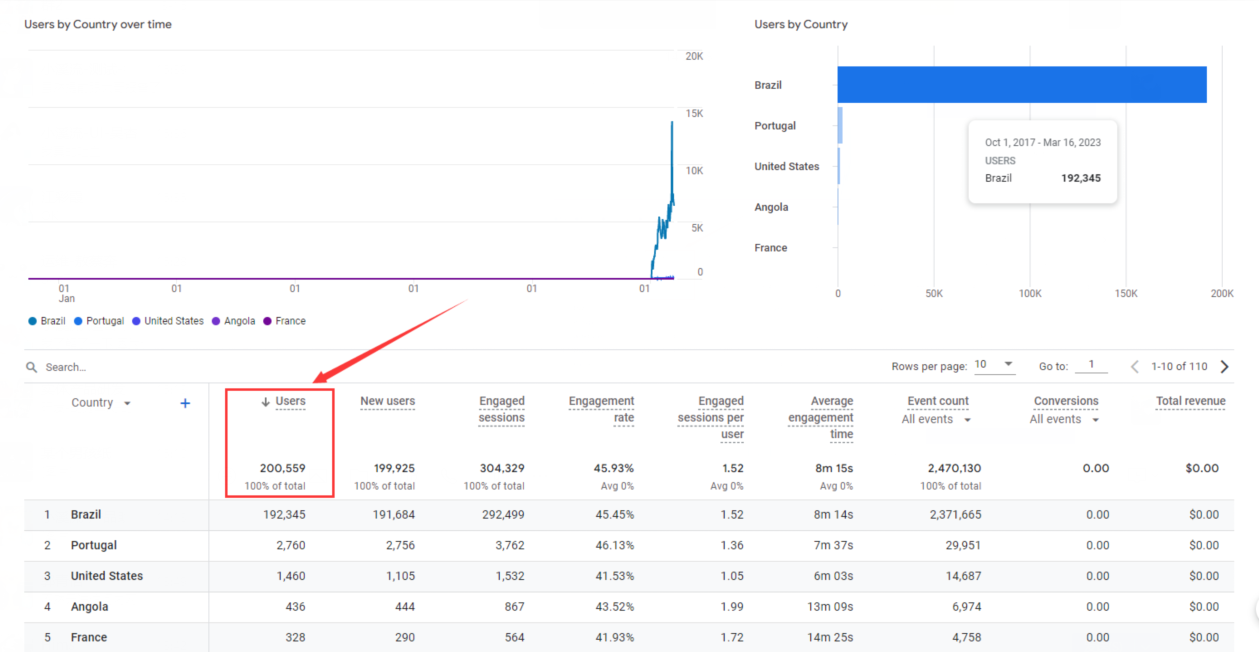 Users by Country over time
Users by Country
20K
15K
10K
5K
0
01
Jan
01
01
01
01
01
Brazil Portugal United States Angola France
Brazil
Portugal
United States
Angola
France
Oct 1, 2017 - Mar 16, 2023
USERS
Brazil 192,345
0 50K 100K 150K 200K
Search...
Rows per page: 10 Go to: 1 1-10 of 110
Country + ↓ Users New users Engaged sessions Engagement rate Engaged sessions per user Average engagement time Event count Conversions Total revenue
All events All events
200,559 199,925 304,329 45.93% 1.52 8m 15s 2,470,130 0.00 $0.00
100% of total 100% of total 100% of total Avg 0% Avg 0% Avg 0% 100% of total
1 Brazil 192,345 191,684 292,499 45.45% 1.52 8m 14s 2,371,665 0.00 $0.00
2 Portugal 2,760 2,756 3,762 46.13% 1.36 7m 37s 29,951 0.00 $0.00
3 United States 1,460 1,105 1,532 41.53% 1.05 6m 03s 14,687 0.00 $0.00
4 Angola 436 444 867 43.52% 1.99 13m 09s 6,974 0.00 $0.00
5 France 328 290 564 41.93% 1.72 14m 25s 4,758 0.00 $0.00